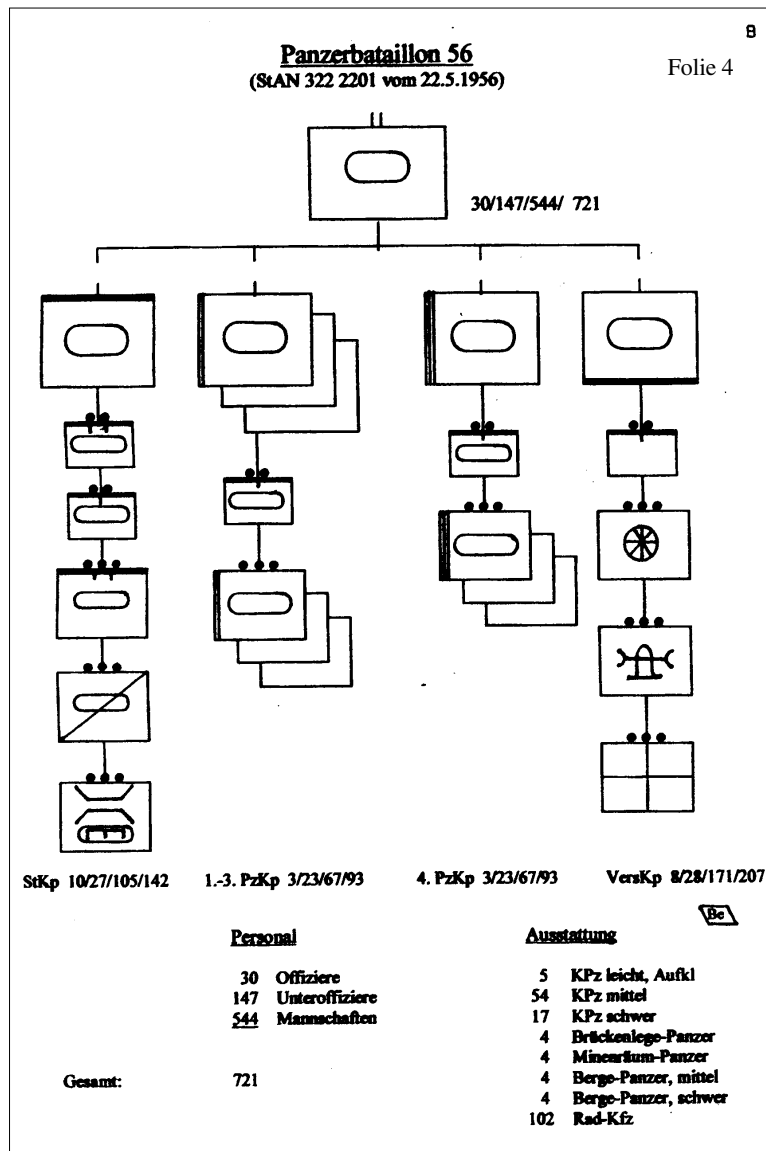 8
Panzerbataillon 56
Folie 4
(StAN 322 2201 vom 22.5.1956)
30/147/544/ 721
StKp 10/27/105/142
1.-3. PzKp 3/23/67/93
4. PzKp 3/23/67/93
VersKp 8/28/171/207
Be
Personal
30 Offiziere
147 Unteroffiziere
544 Mannschaften
Gesamt: 721
Ausstattung
5 KPz leicht, Aufkl
54 KPz mittel
17 KPz schwer
4 Brückenlege-Panzer
4 Minenräum-Panzer
4 Berge-Panzer, mittel
4 Berge-Panzer, schwer
102 Rad-Kfz